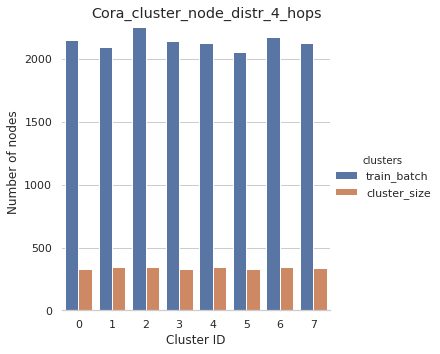 Cora_cluster_node_distr_4_hops
Number of nodes
2000
1500
1000
500
0
0 1 2 3 4 5 6 7
Cluster ID
clusters
train_batch
cluster_size